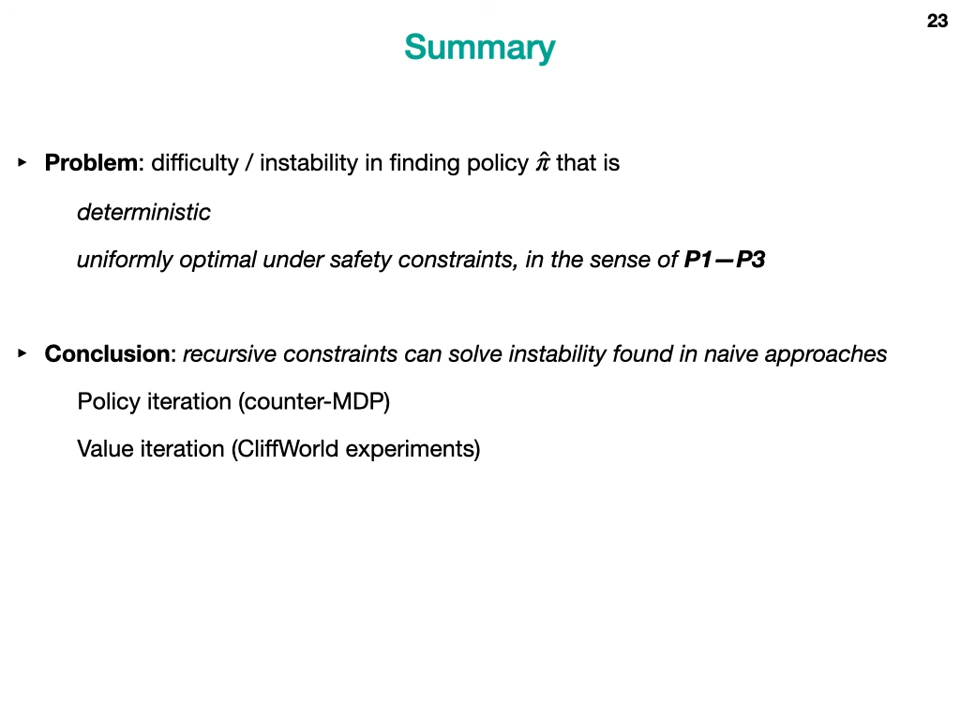 23
Summary
‣ Problem: difficulty / instability in finding policy π̂ that is
deterministic
uniformly optimal under safety constraints, in the sense of P1—P3
‣ Conclusion: recursive constraints can solve instability found in naive approaches
Policy iteration (counter-MDP)
Value iteration (CliffWorld experiments)